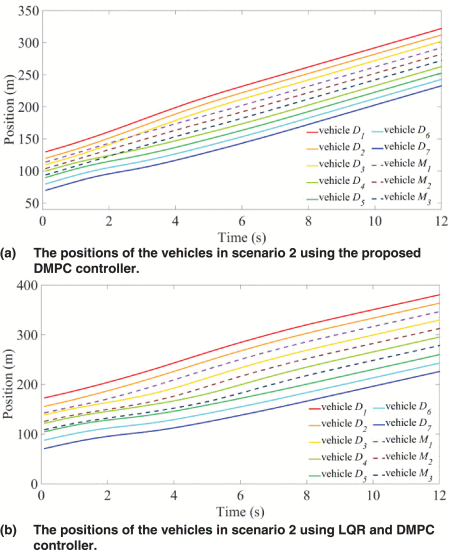 350
300
250
200
150
100
50
Position (m)
vehicle D1 vehicle D6
vehicle D2 vehicle D7
vehicle D3 vehicle M1
vehicle D4 vehicle M2
vehicle D5 vehicle M3
0 2 4 6 8 10 12
Time (s)
(a) The positions of the vehicles in scenario 2 using the proposed
DMPC controller.
400
300
200
100
0
Position (m)
vehicle D1 vehicle D6
vehicle D2 vehicle D7
vehicle D3 vehicle M1
vehicle D4 vehicle M2
vehicle D5 vehicle M3
0 2 4 6 8 10 12
Time (s)
(b) The positions of the vehicles in scenario 2 using LQR and DMPC
controller.